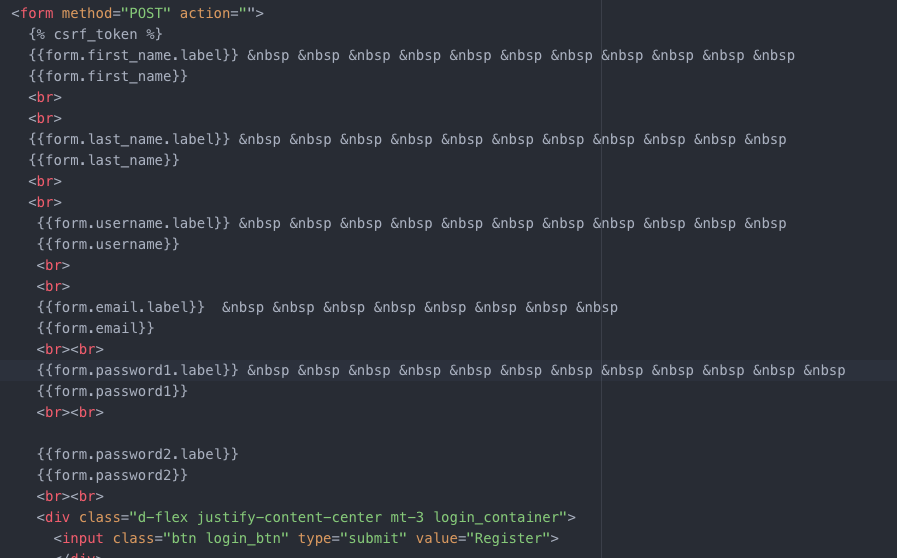 <form method="POST" action="">
{% csrf_token %}
{{form.first_name.label}} &nbsp &nbsp &nbsp &nbsp &nbsp &nbsp &nbsp &nbsp &nbsp &nbsp &nbsp
{{form.first_name}}
<br>
<br>
{{form.last_name.label}} &nbsp &nbsp &nbsp &nbsp &nbsp &nbsp &nbsp &nbsp &nbsp &nbsp &nbsp
{{form.last_name}}
<br>
<br>
{{form.username.label}} &nbsp &nbsp &nbsp &nbsp &nbsp &nbsp &nbsp &nbsp &nbsp &nbsp &nbsp
{{form.username}}
<br>
<br>
{{form.email.label}}  &nbsp &nbsp &nbsp &nbsp &nbsp &nbsp &nbsp &nbsp
{{form.email}}
<br><br>
{{form.password1.label}} &nbsp &nbsp &nbsp &nbsp &nbsp &nbsp &nbsp &nbsp &nbsp &nbsp &nbsp &nbsp
{{form.password1}}
<br><br>
{{form.password2.label}}
{{form.password2}}
<br><br>
<div class="d-flex justify-content-center mt-3 login_container">
<input class="btn login_btn" type="submit" value="Register">
</div>